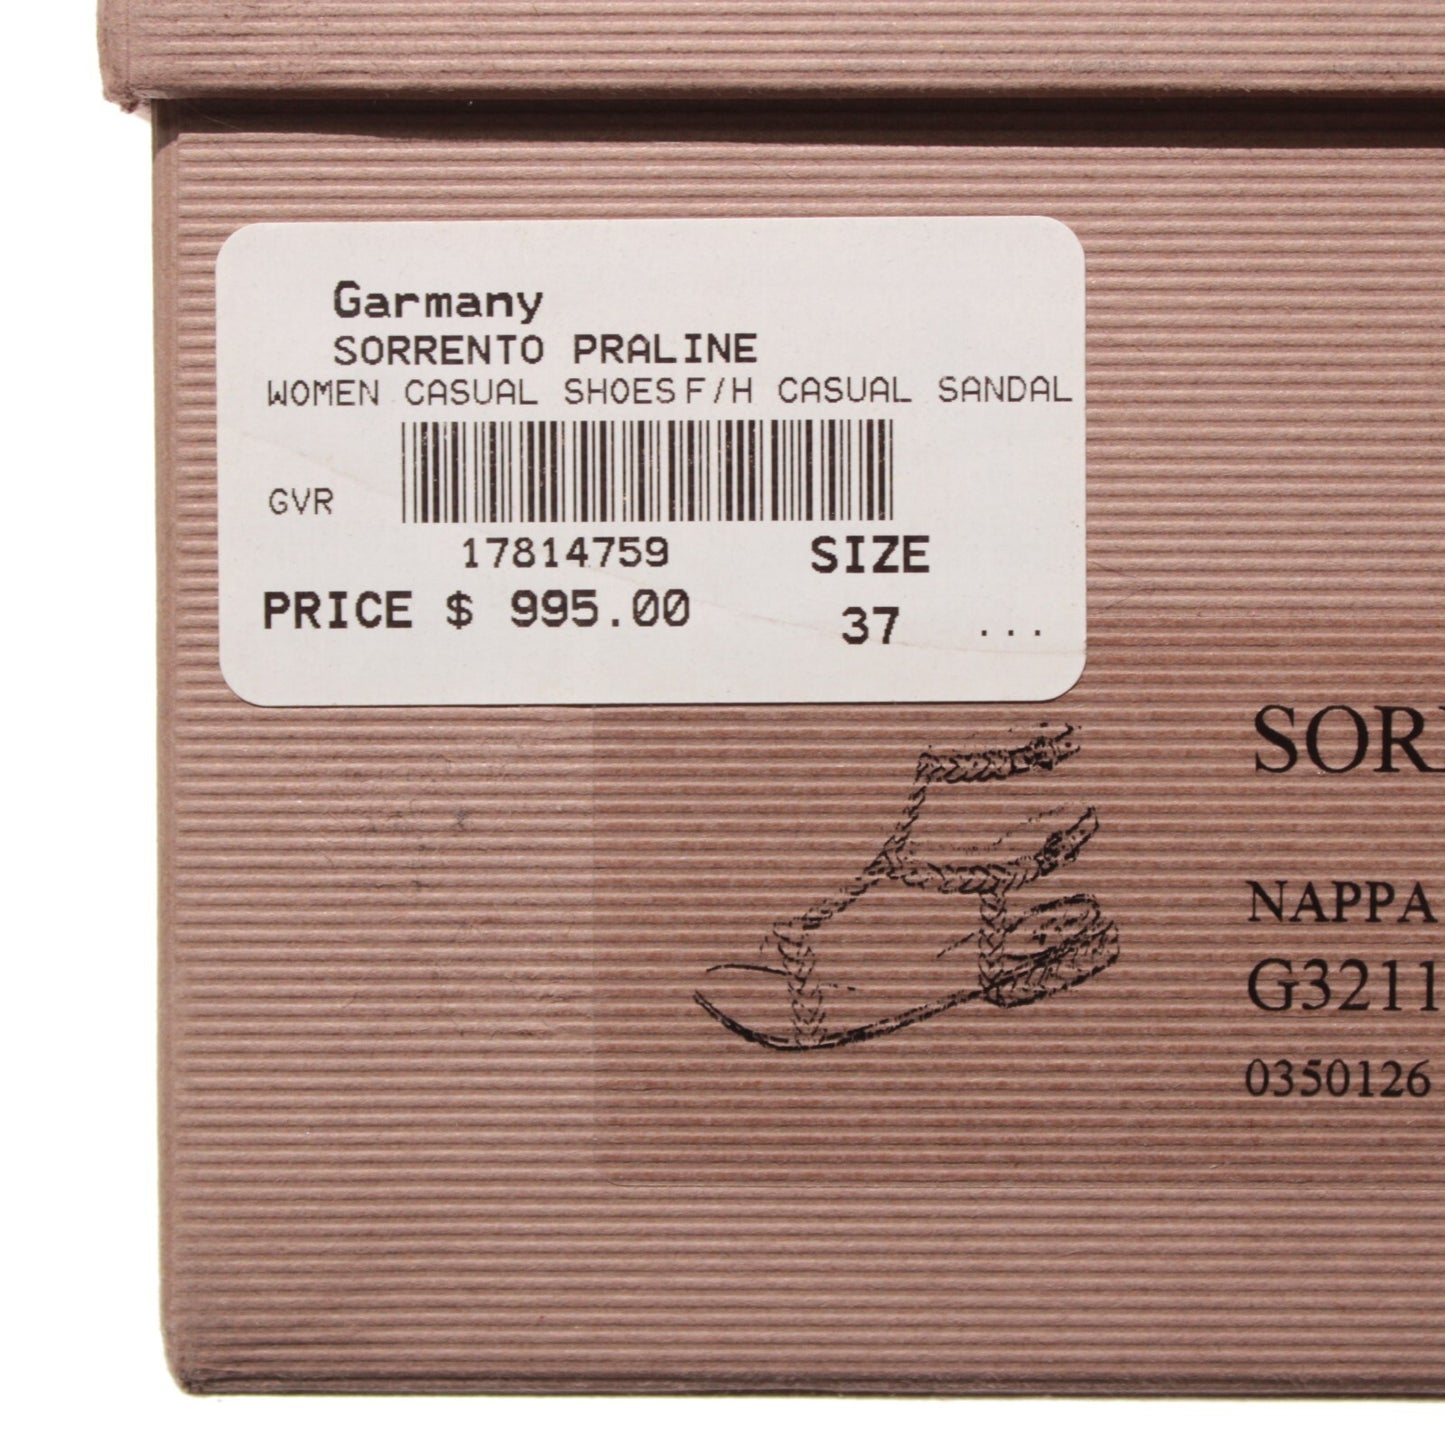 Garmany
SORRENTO PRALINE
WOMEN CASUAL SHOES F/H CASUAL SANDAL
GVR
17814759
SIZE
PRICE $ 995.00
37 ...
SOR
NAPPA
G3211
0350126